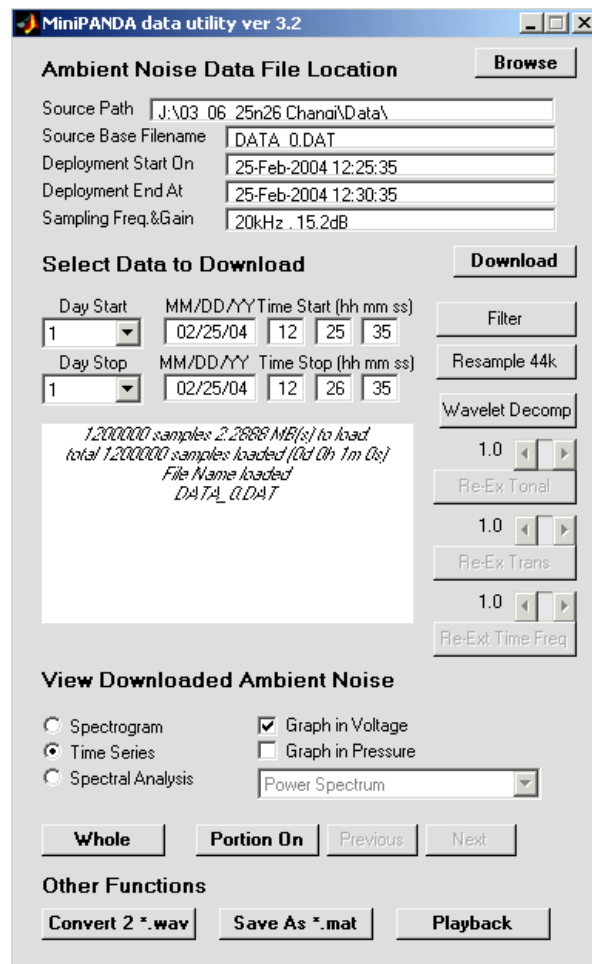 MiniPANDA data utility ver 3.2
Ambient Noise Data File Location
Browse
Source Path J:\03_06_25n26 Changi\Data\
Source Base Filename DATA_0.DAT
Deployment Start On 25-Feb-2004 12:25:35
Deployment End At 25-Feb-2004 12:30:35
Sampling Freq.&Gain 20kHz , 15.2dB
Select Data to Download
Download
Day Start MM/DD/YY Time Start (hh mm ss)
1 02/25/04 12 25 35
Filter
Day Stop MM/DD/YY Time Stop (hh mm ss)
1 02/25/04 12 26 35
Resample 44k
Wavelet Decomp
1200000 samples 2.2888 MB(s) to load
total 1200000 samples loaded (0d 0h 1m 0s)
File Name loaded
DATA_0.DAT
1.0
Re-Ex Tonal
1.0
Re-Ex Trans
1.0
Re-Ext Time Freq
View Downloaded Ambient Noise
Spectrogram
Graph in Voltage
Time Series
Graph in Pressure
Spectral Analysis
Power Spectrum
Whole
Portion On
Previous
Next
Other Functions
Convert 2 *.wav
Save As *.mat
Playback